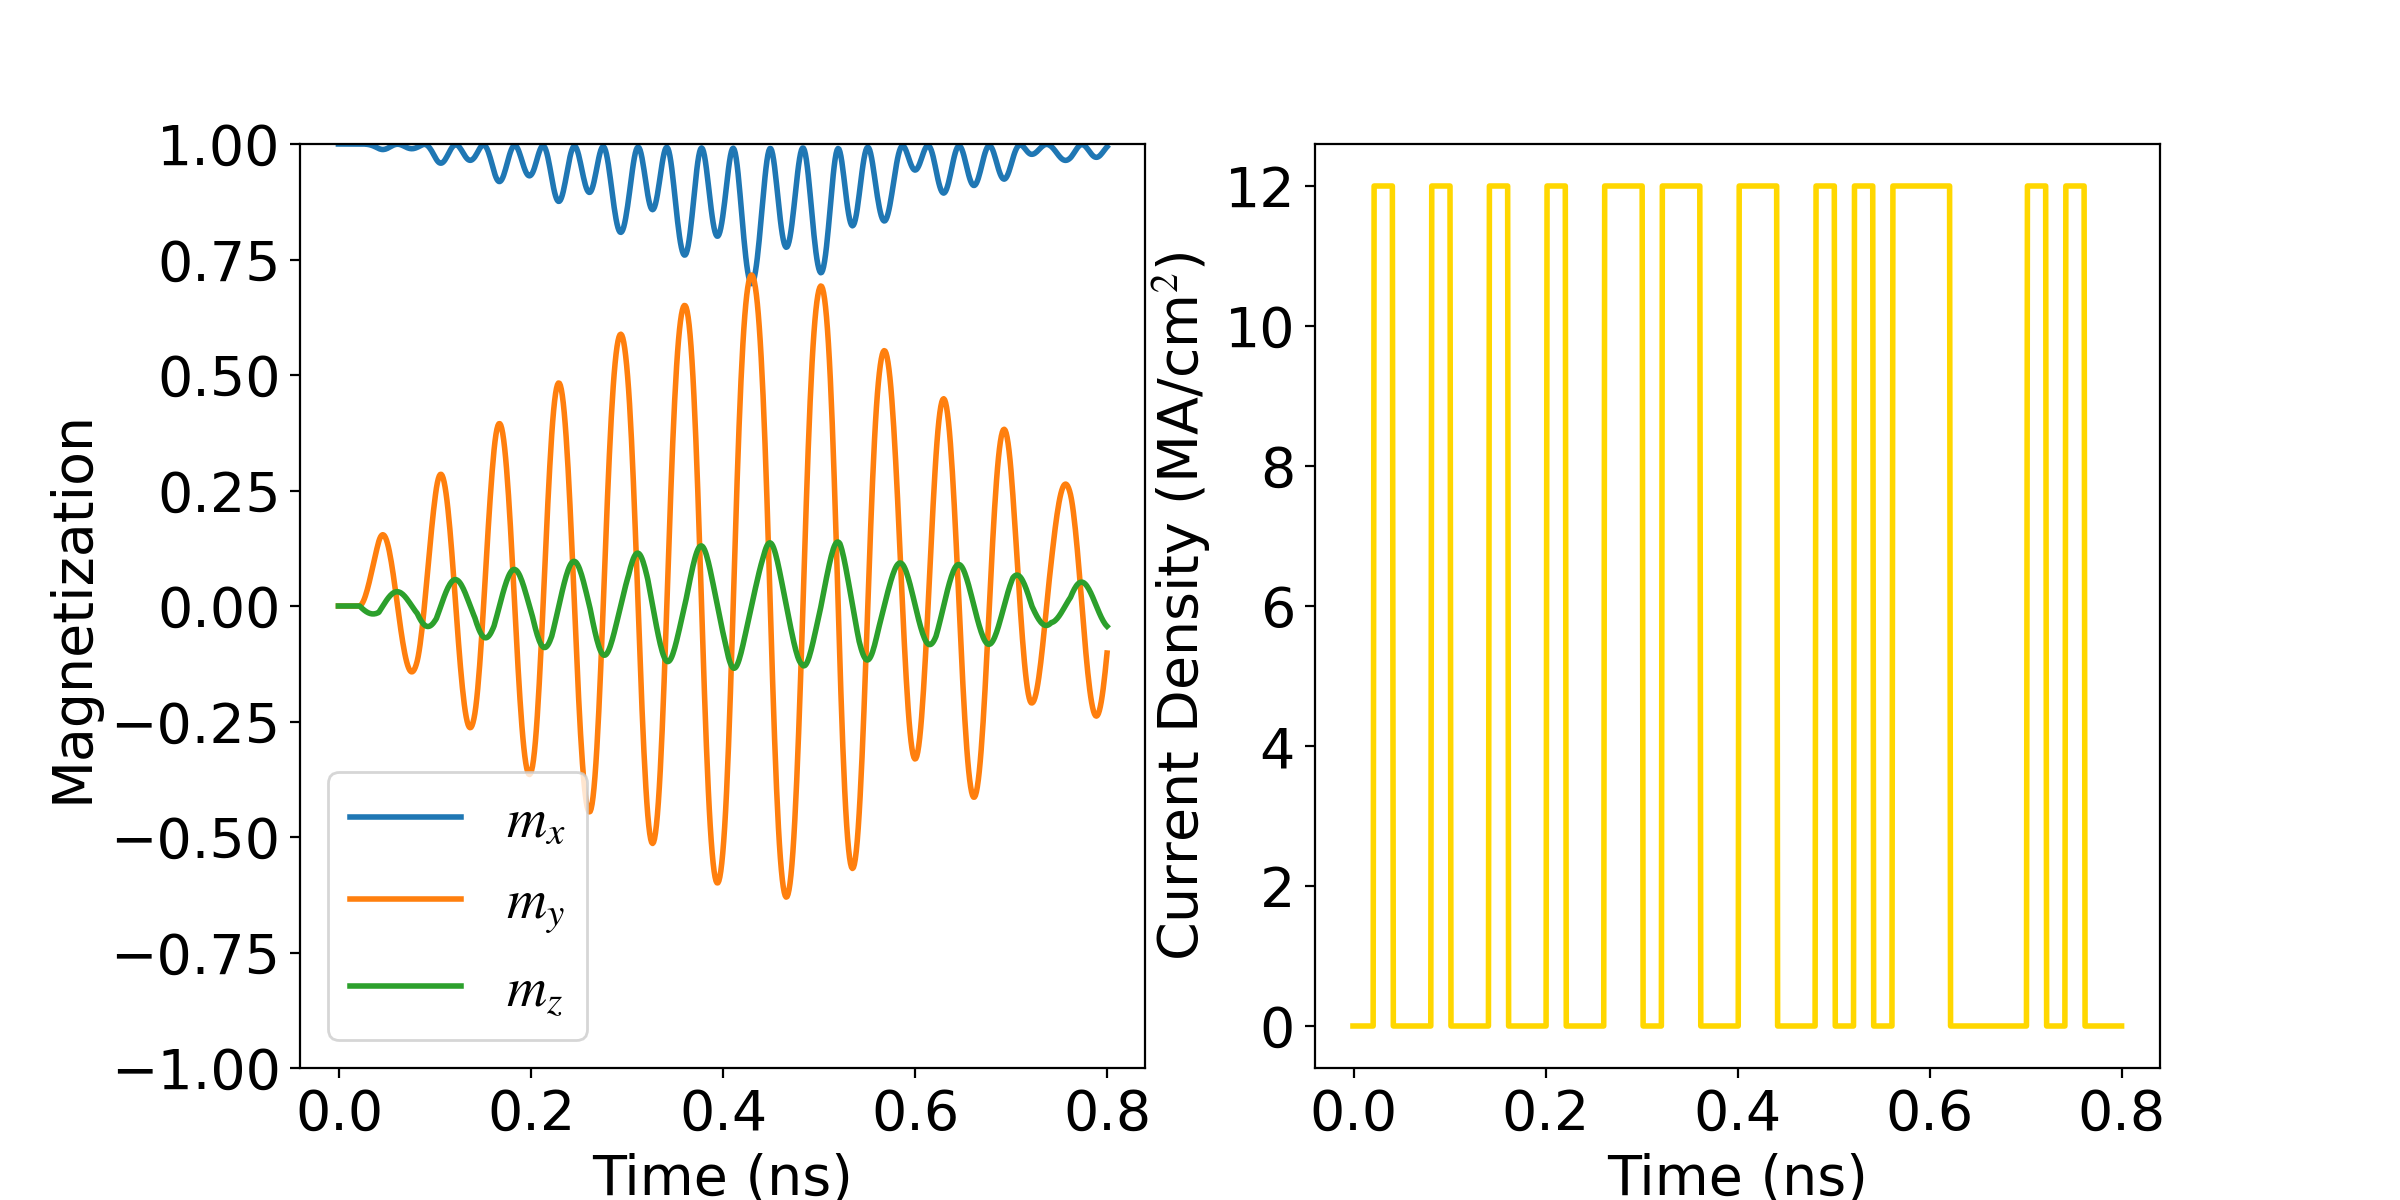 Magnetization
1.00
0.75
0.50
0.25
0.00
−0.25
−0.50
−0.75
−1.00
m_x
m_y
m_z
0.0 0.2 0.4 0.6 0.8
Time (ns)
Current Density (MA/cm²)
12
10
8
6
4
2
0
0.0 0.2 0.4 0.6 0.8
Time (ns)